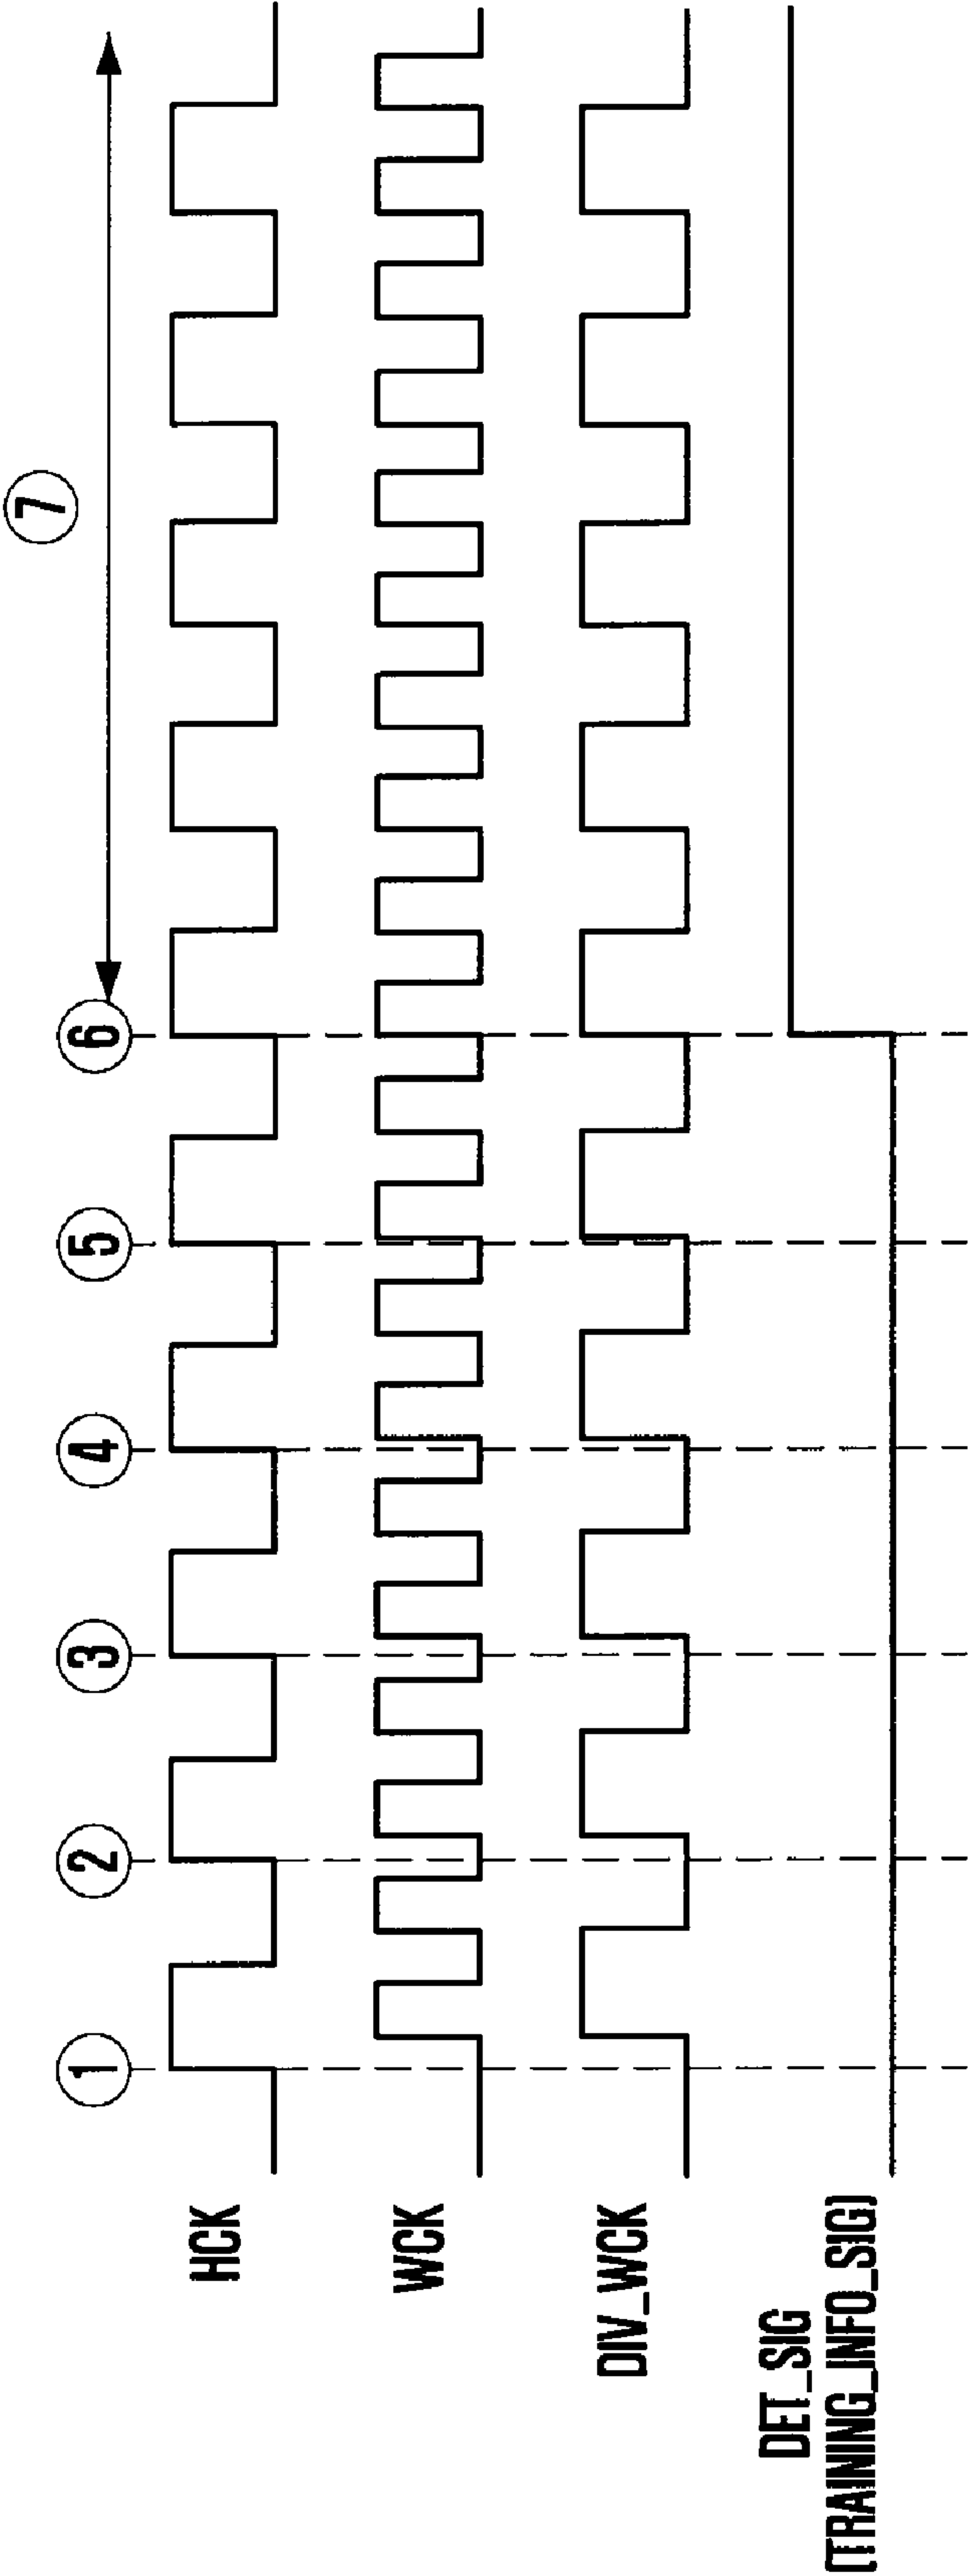 ① ② ③ ④ ⑤ ⑥ ⑦
HCK
WCK
DIV_WCK
DET_SIG
(TRAINING_INFO_SIG)